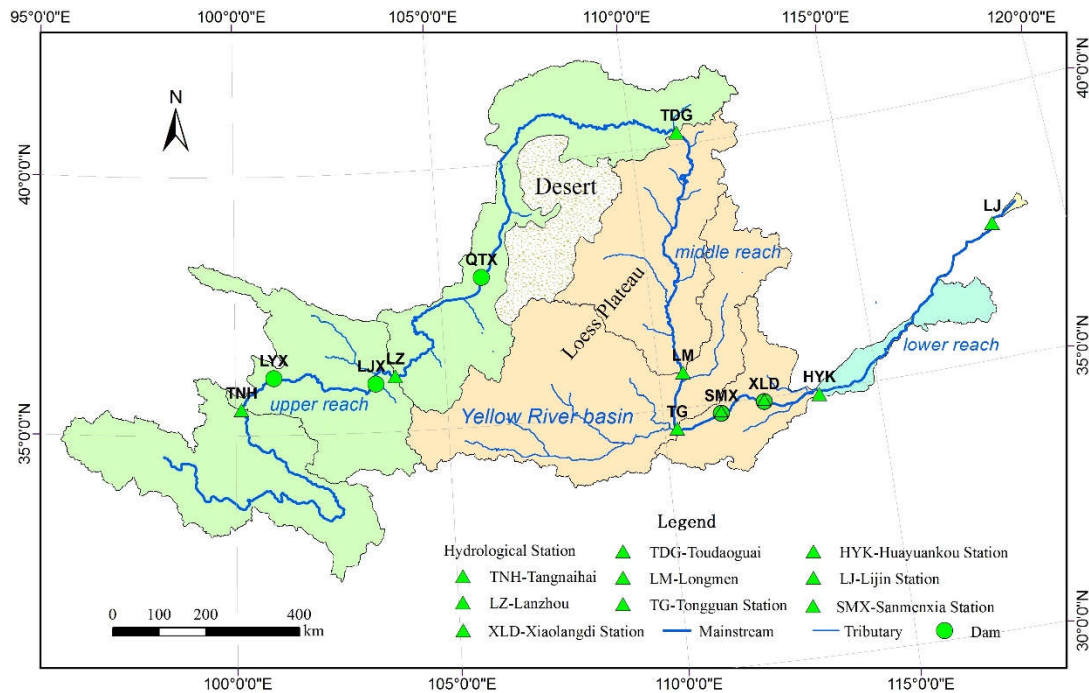 95°0'0"E 100°0'0"E 105°0'0"E 110°0'0"E 115°0'0"E 120°0'0"E
40°0'0"N
N
TDG
40°0'0"N
Desert
LJ
QTX
middle reach
Loess Plateau
35°0'0"N
LYX LJX LZ LM
lower reach
TNH
upper reach
SMX XLD HYK
Yellow River basin
TG
35°0'0"N
Legend
Hydrological Station
TDG-Toudaoguai
HYK-Huayuankou Station
TNH-Tangnaihai
LM-Longmen
LJ-Lijin Station
LZ-Lanzhou
TG-Tongguan Station
SMX-Sanmenxia Station
XLD-Xiaolangdi Station
Mainstream
Tributary
Dam
0 100 200 400
km
30°0'0"N
100°0'0"E 105°0'0"E 110°0'0"E 115°0'0"E